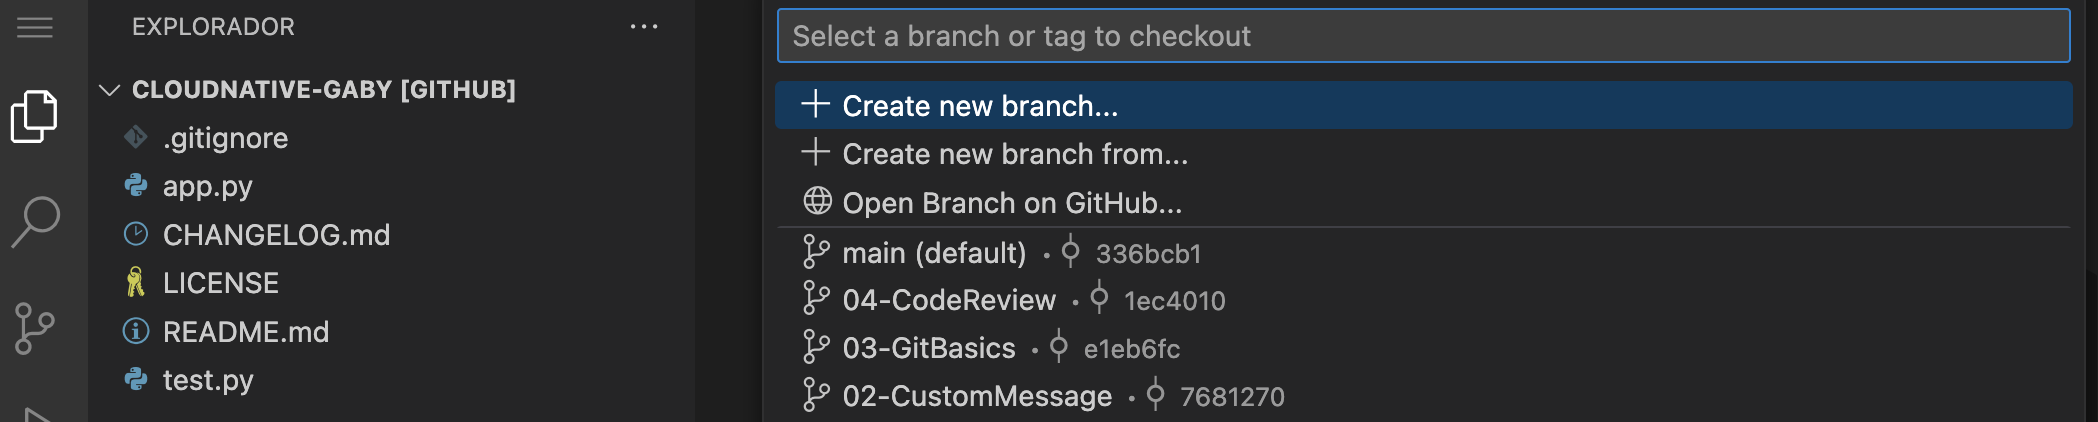 EXPLORADOR
CLOUDNATIVE-GABY [GITHUB]
.gitignore
app.py
CHANGELOG.md
LICENSE
README.md
test.py
Select a branch or tag to checkout
Create new branch...
Create new branch from...
Open Branch on GitHub...
main (default) • 336bcb1
04-CodeReview • 1ec4010
03-GitBasics • e1eb6fc
02-CustomMessage • 7681270